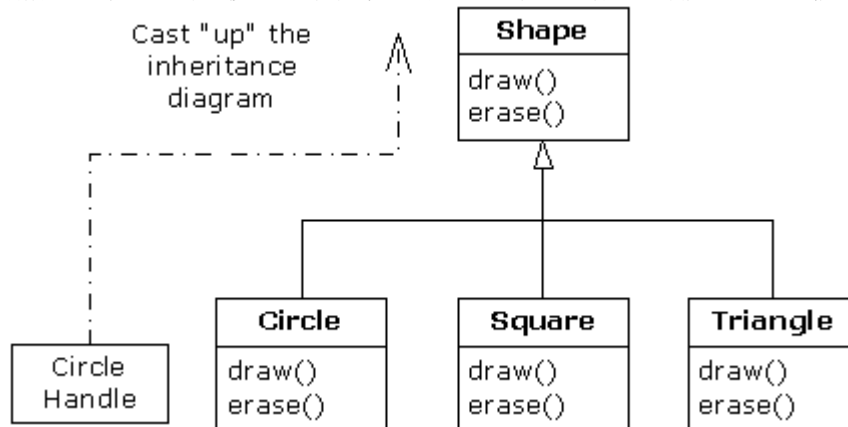 Cast "up" the
inheritance
diagram
Shape
draw()
erase()
Circle
Handle
Circle
draw()
erase()
Square
draw()
erase()
Triangle
draw()
erase()